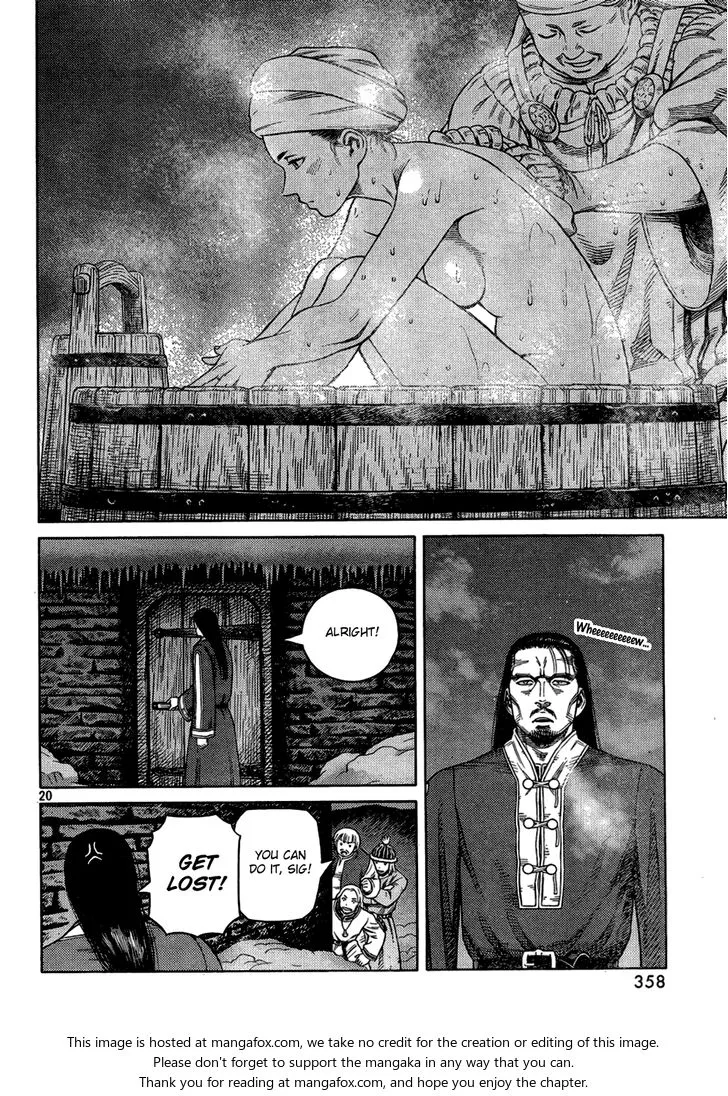 Wheeeeeeeeew...
ALRIGHT!
20
YOU CAN
DO IT, SIG!
GET
LOST!
358
This image is hosted at mangafox.com, we take no credit for the creation or editing of this image.
Please don't forget to support the mangaka in any way that you can.
Thank you for reading at mangafox.com, and hope you enjoy the chapter.